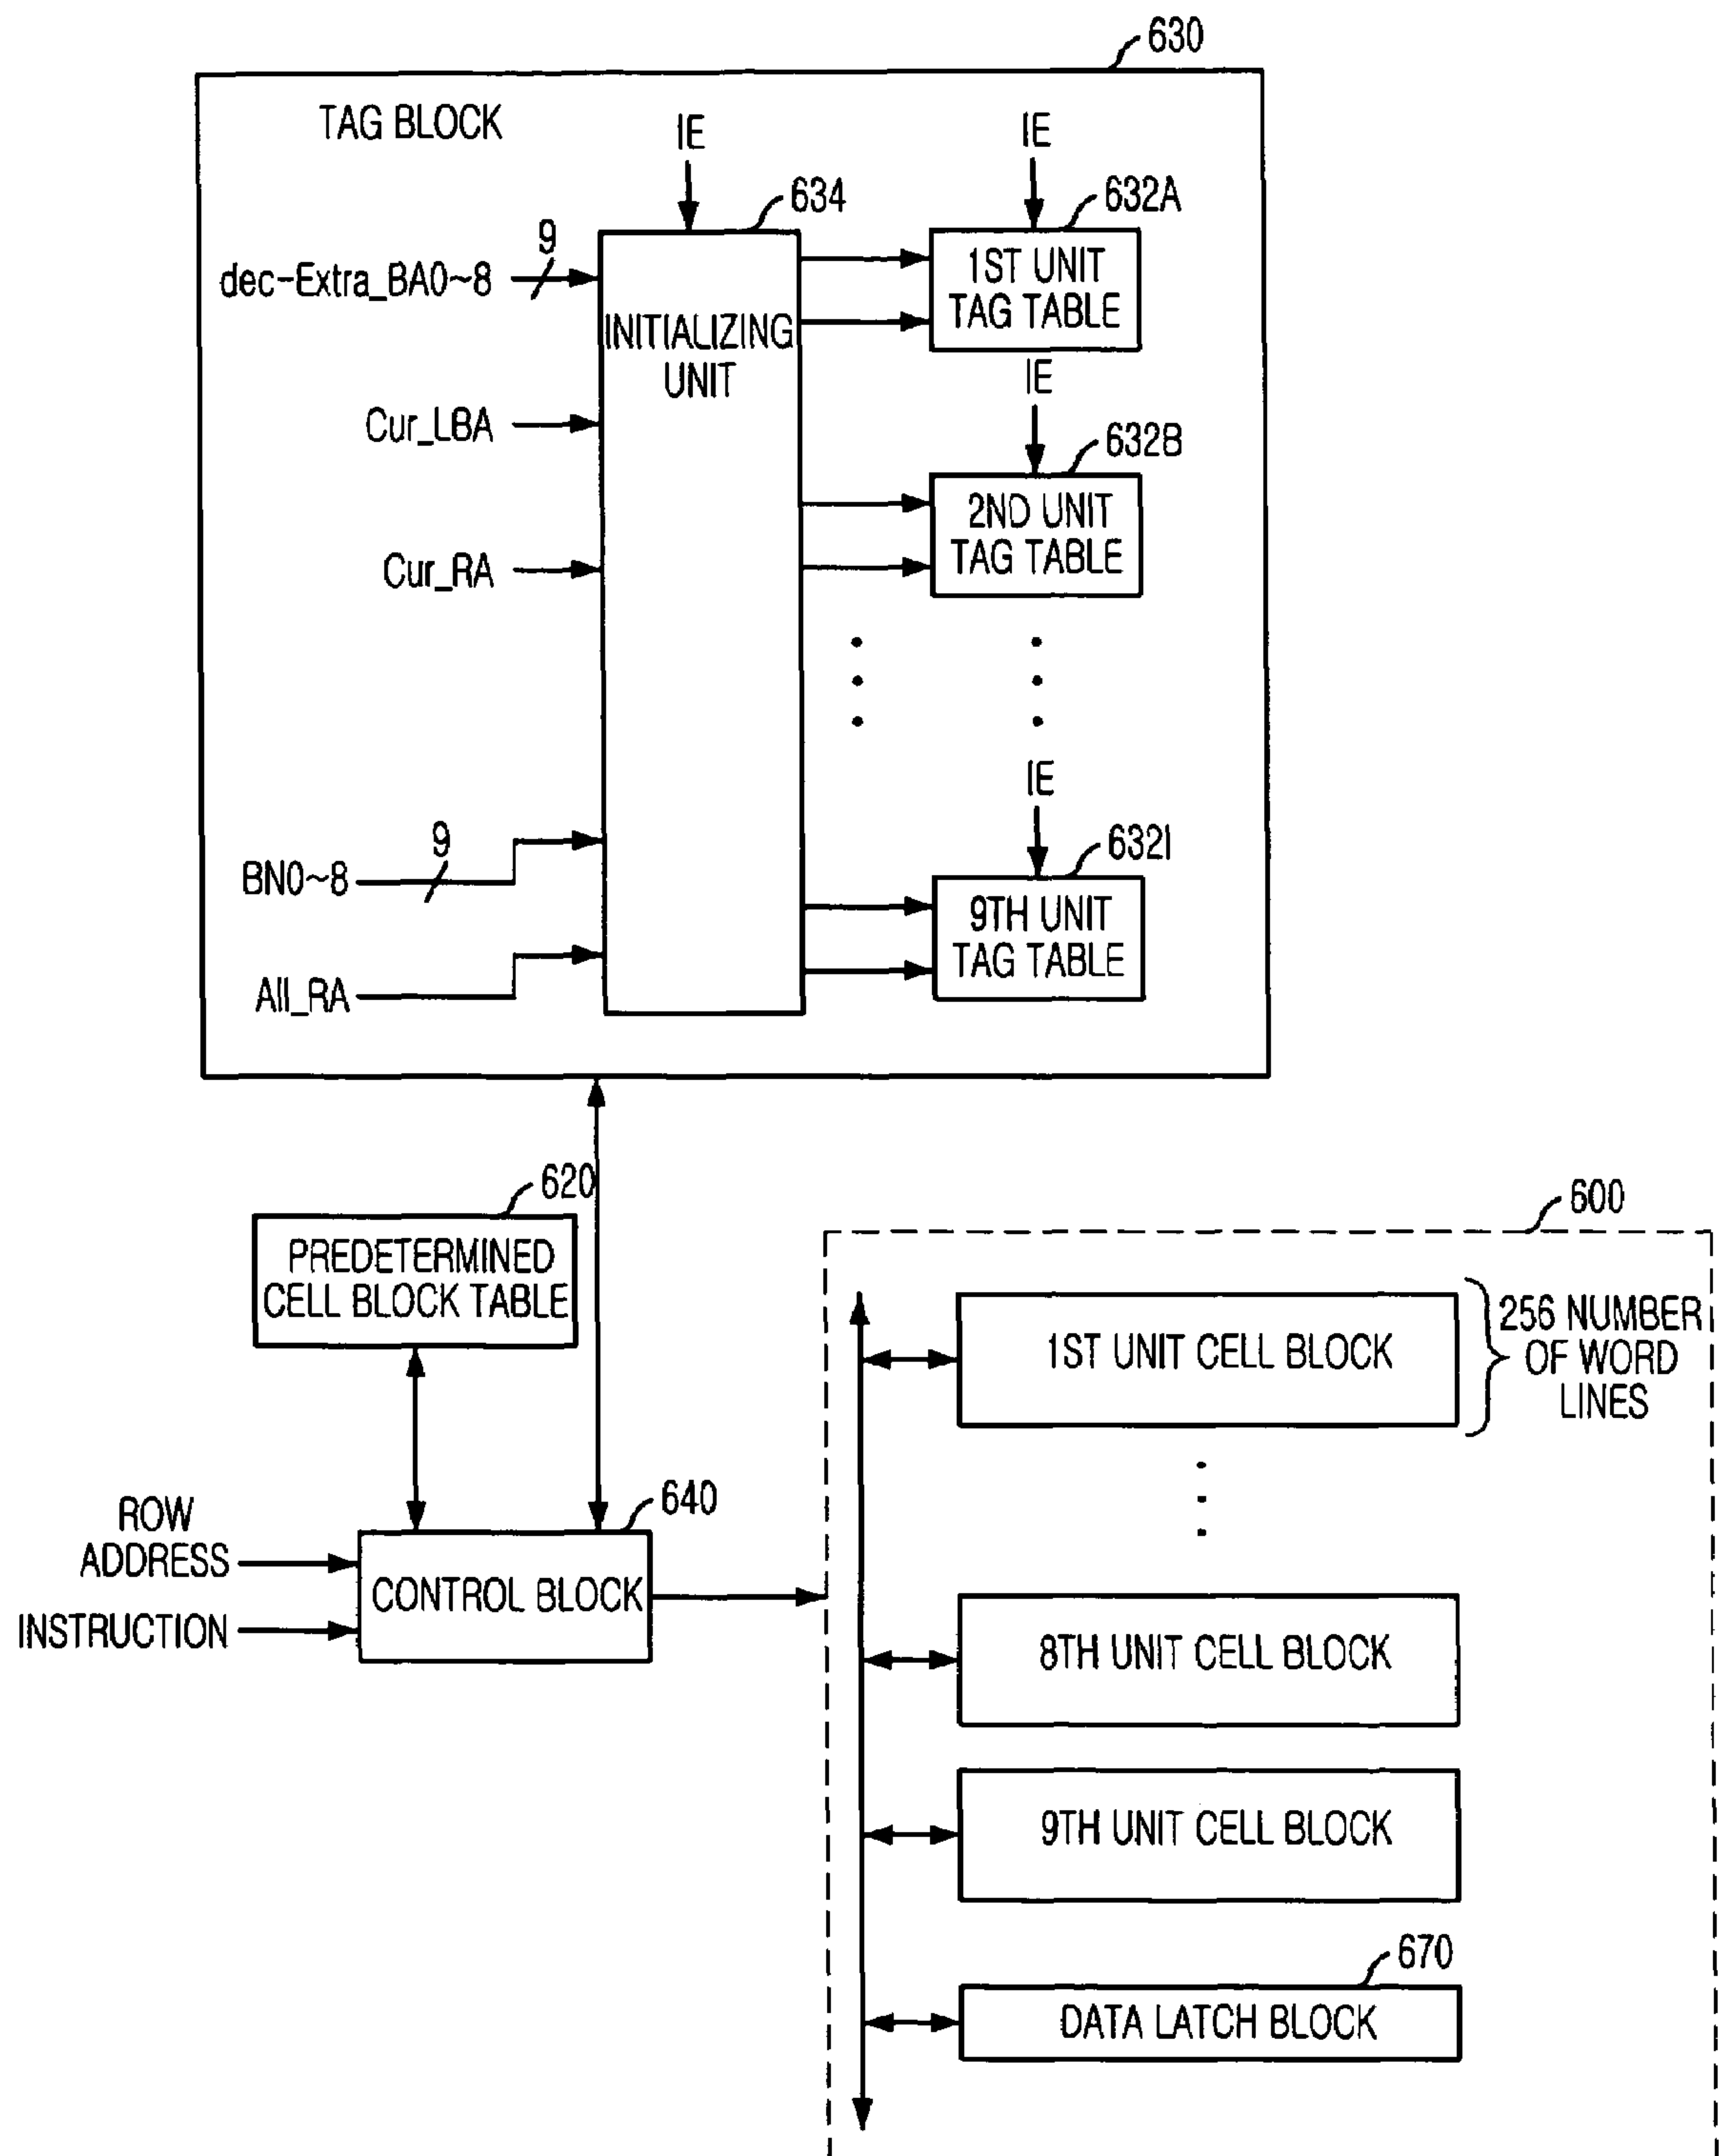 630
TAG BLOCK
IE
IE
634
632A
9
dec-Extra_BA0~8
INITIALIZING
UNIT
1ST UNIT
TAG TABLE
IE
Cur_LBA
632B
2ND UNIT
TAG TABLE
Cur_RA
IE
632I
9
BN0~8
9TH UNIT
TAG TABLE
All_RA
620
PREDETERMINED
CELL BLOCK TABLE
600
1ST UNIT CELL BLOCK
256 NUMBER
OF WORD
LINES
640
ROW
ADDRESS
INSTRUCTION
CONTROL BLOCK
8TH UNIT CELL BLOCK
9TH UNIT CELL BLOCK
670
DATA LATCH BLOCK